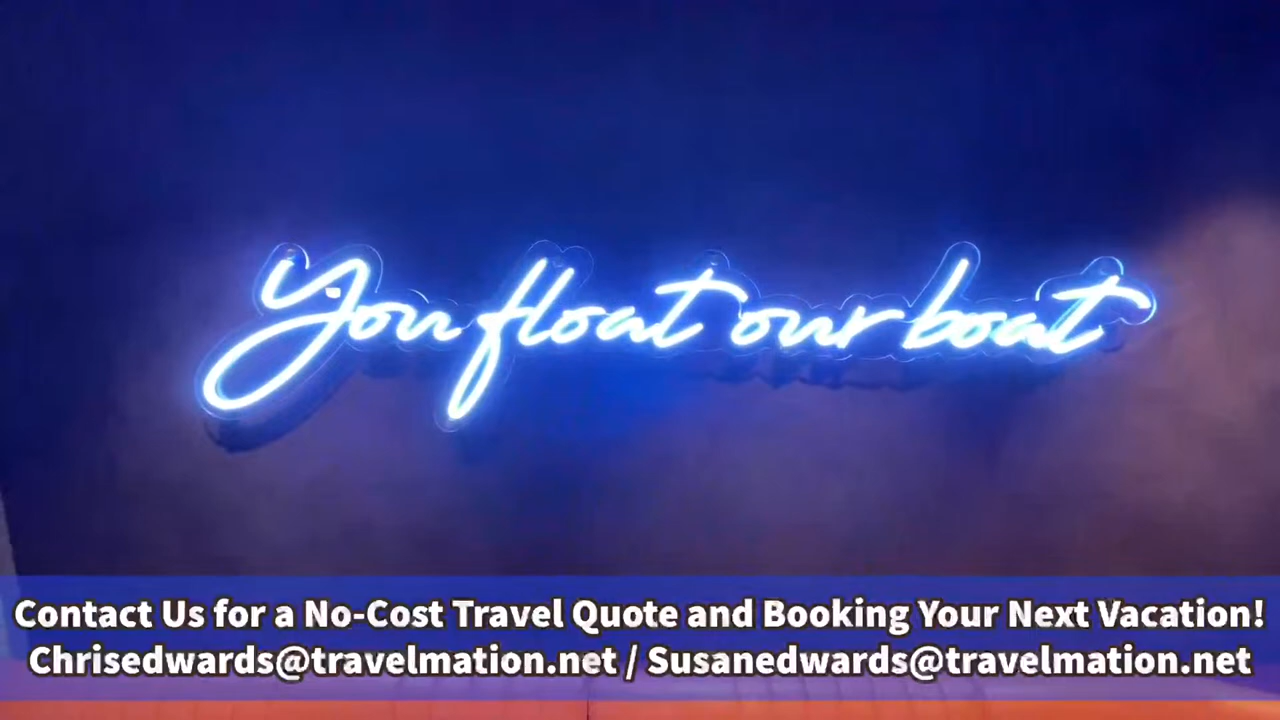 You float our boat
Contact Us for a No-Cost Travel Quote and Booking Your Next Vacation!
Chrisedwards@travelmation.net / Susanedwards@travelmation.net